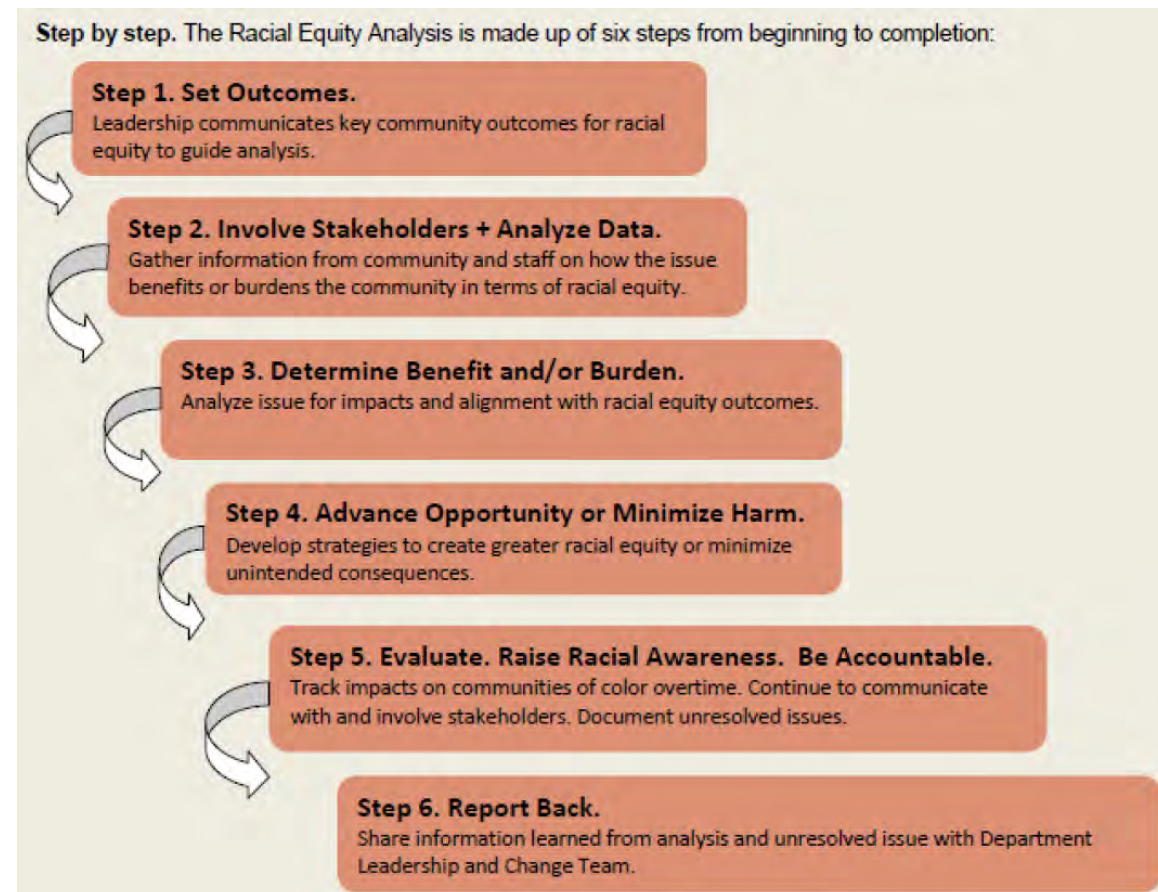 Step by step. The Racial Equity Analysis is made up of six steps from beginning to completion:
Step 1. Set Outcomes.
Leadership communicates key community outcomes for racial
equity to guide analysis.
Step 2. Involve Stakeholders + Analyze Data.
Gather information from community and staff on how the issue
benefits or burdens the community in terms of racial equity.
Step 3. Determine Benefit and/or Burden.
Analyze issue for impacts and alignment with racial equity outcomes.
Step 4. Advance Opportunity or Minimize Harm.
Develop strategies to create greater racial equity or minimize
unintended consequences.
Step 5. Evaluate. Raise Racial Awareness. Be Accountable.
Track impacts on communities of color overtime. Continue to communicate
with and involve stakeholders. Document unresolved issues.
Step 6. Report Back.
Share information learned from analysis and unresolved issue with Department
Leadership and Change Team.